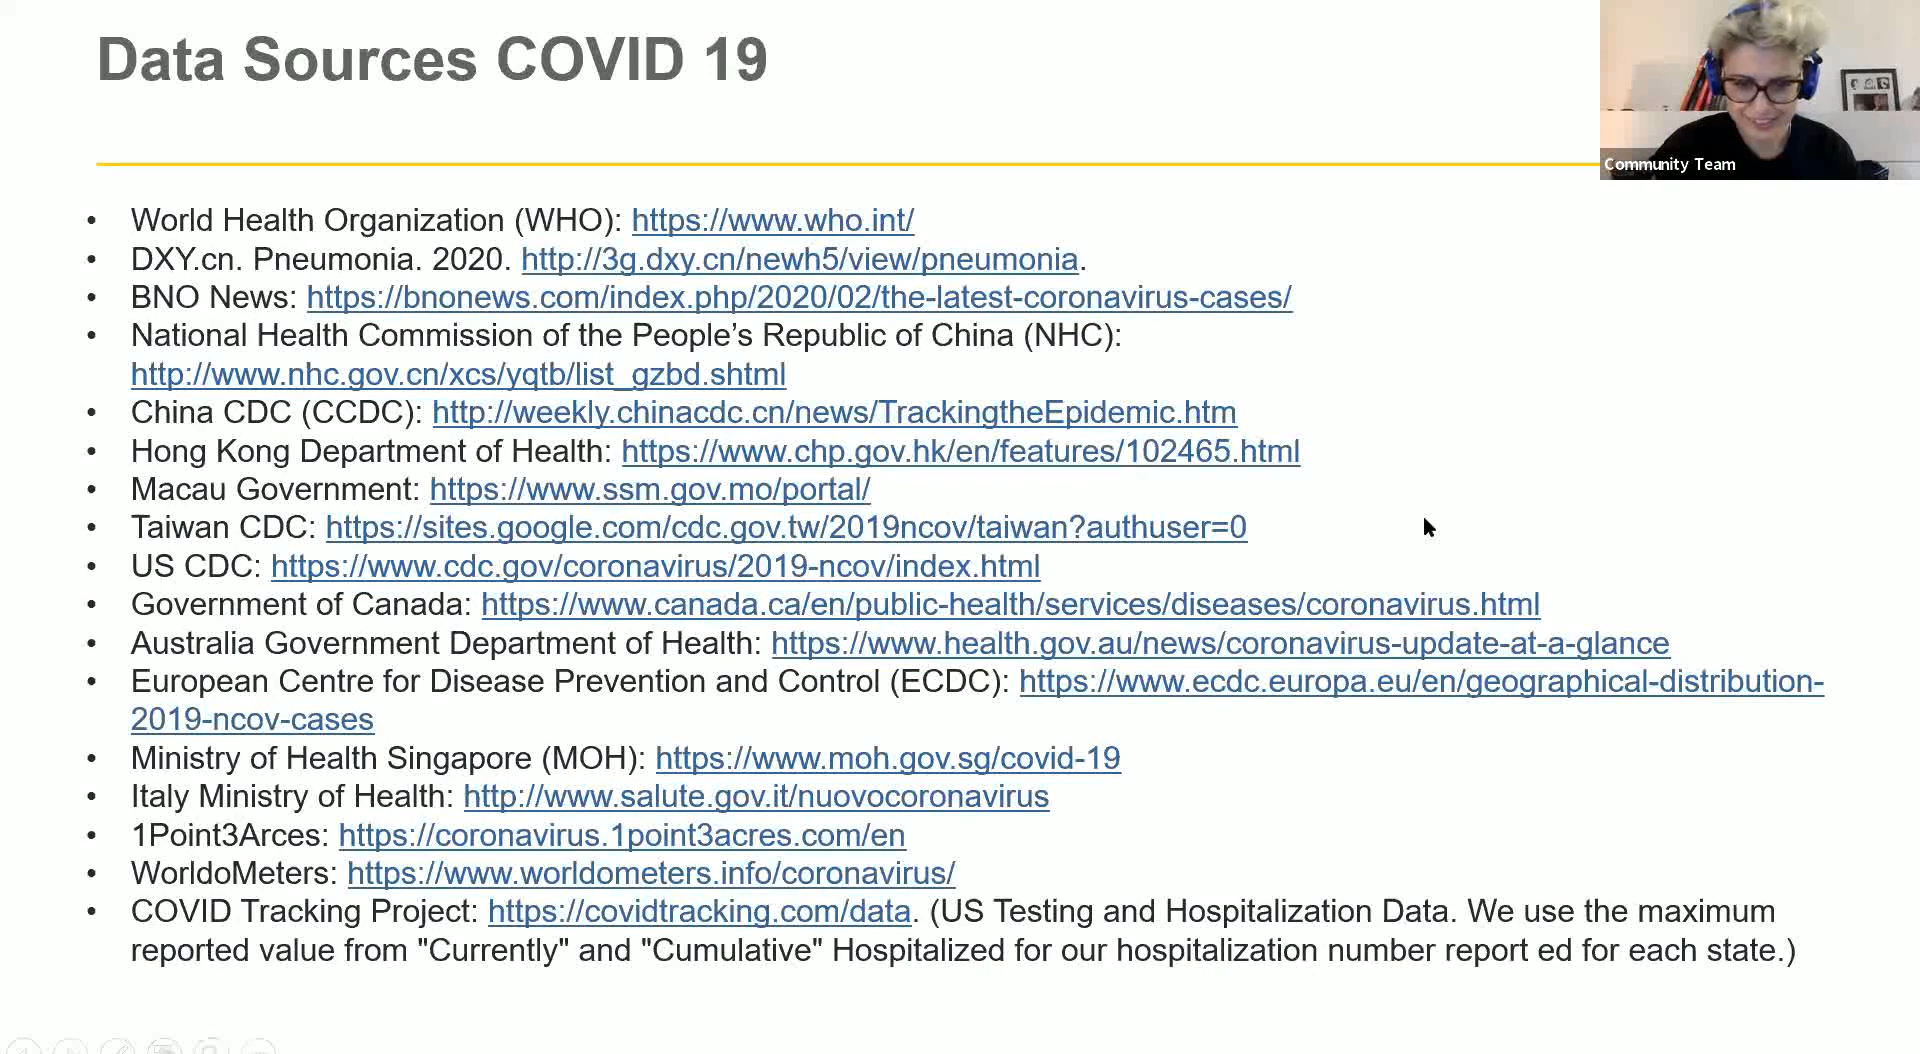 Data Sources COVID 19
Community Team
• World Health Organization (WHO): https://www.who.int/
• DXY.cn. Pneumonia. 2020. http://3g.dxy.cn/newh5/view/pneumonia.
• BNO News: https://bnonews.com/index.php/2020/02/the-latest-coronavirus-cases/
• National Health Commission of the People’s Republic of China (NHC):
http://www.nhc.gov.cn/xcs/yqtb/list_gzbd.shtml
• China CDC (CCDC): http://weekly.chinacdc.cn/news/TrackingtheEpidemic.htm
• Hong Kong Department of Health: https://www.chp.gov.hk/en/features/102465.html
• Macau Government: https://www.ssm.gov.mo/portal/
• Taiwan CDC: https://sites.google.com/cdc.gov.tw/2019ncov/taiwan?authuser=0
• US CDC: https://www.cdc.gov/coronavirus/2019-ncov/index.html
• Government of Canada: https://www.canada.ca/en/public-health/services/diseases/coronavirus.html
• Australia Government Department of Health: https://www.health.gov.au/news/coronavirus-update-at-a-glance
• European Centre for Disease Prevention and Control (ECDC): https://www.ecdc.europa.eu/en/geographical-distribution-
2019-ncov-cases
• Ministry of Health Singapore (MOH): https://www.moh.gov.sg/covid-19
• Italy Ministry of Health: http://www.salute.gov.it/nuovocoronavirus
• 1Point3Arces: https://coronavirus.1point3acres.com/en
• WorldoMeters: https://www.worldometers.info/coronavirus/
• COVID Tracking Project: https://covidtracking.com/data. (US Testing and Hospitalization Data. We use the maximum
reported value from "Currently" and "Cumulative" Hospitalized for our hospitalization number report ed for each state.)